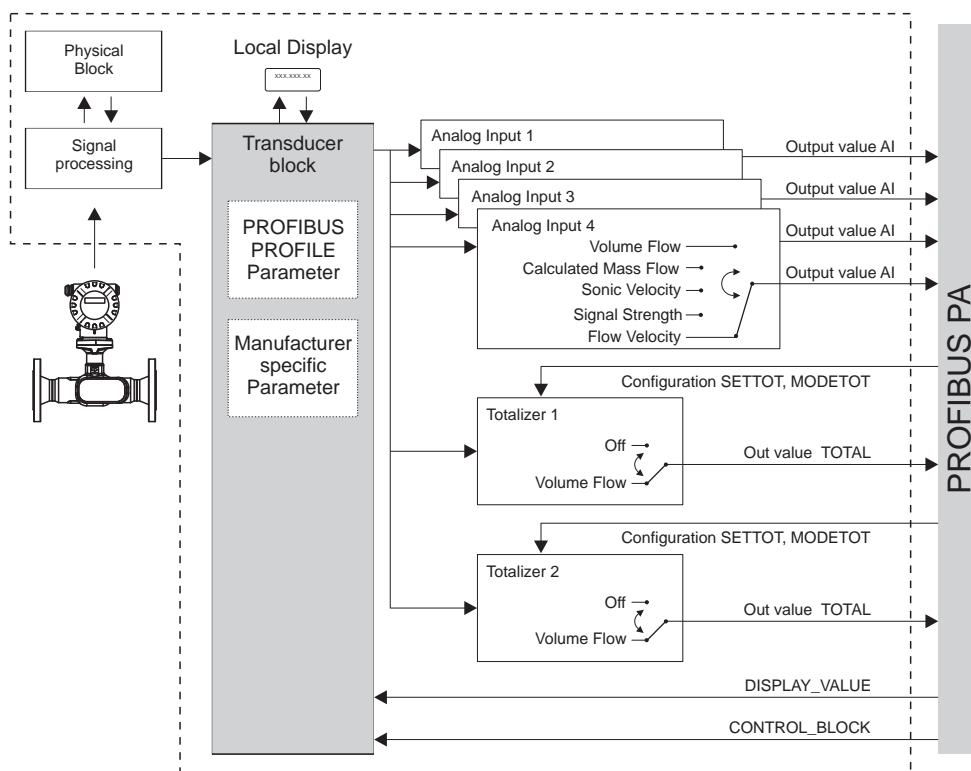 Physical
Block
Signal
processing
Local Display
xxx.xxx.xx
Transducer
block
PROFIBUS
PROFILE
Parameter
Manufacturer
specific
Parameter
Analog Input 1
Output value AI
Analog Input 2
Output value AI
Analog Input 3
Analog Input 4
Output value AI
Volume Flow
Calculated Mass Flow
Output value AI
Sonic Velocity
Signal Strength
Flow Velocity
Configuration SETTOT, MODETOT
Totalizer 1
Off
Out value TOTAL
Volume Flow
Configuration SETTOT, MODETOT
Totalizer 2
Off
Out value TOTAL
Volume Flow
DISPLAY_VALUE
CONTROL_BLOCK
PROFIBUS PA